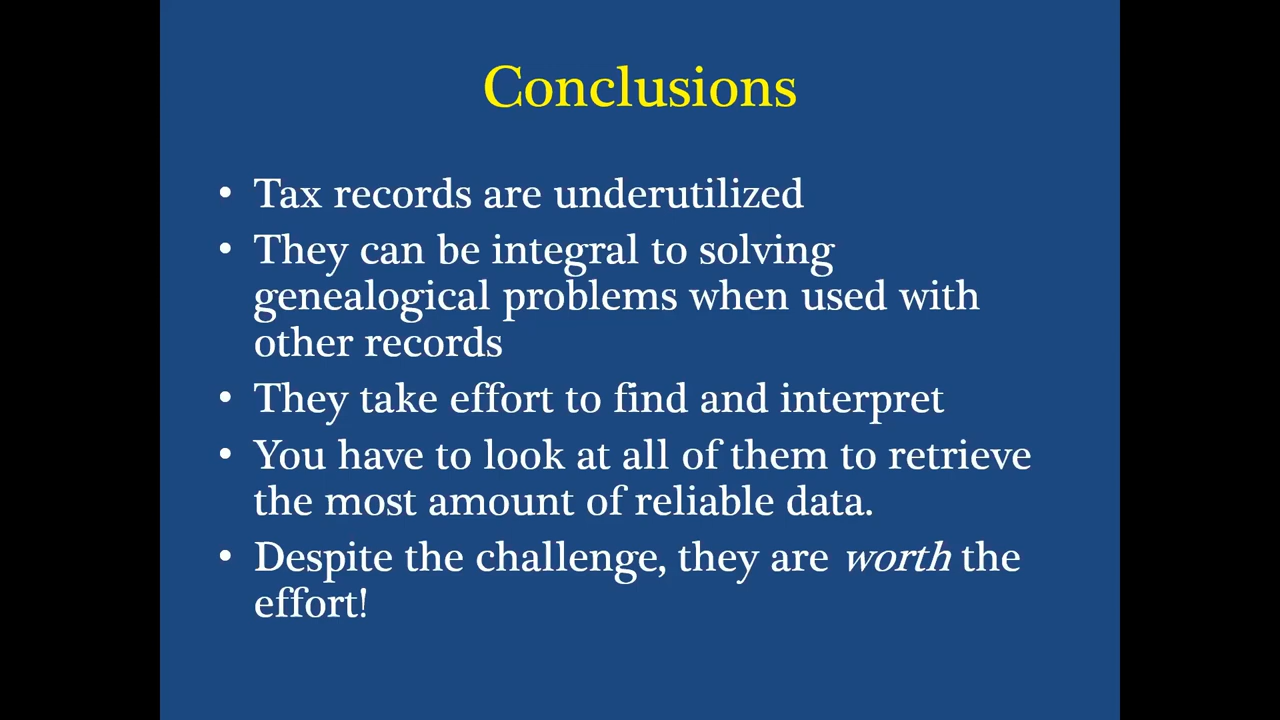 Conclusions
• Tax records are underutilized
• They can be integral to solving
genealogical problems when used with
other records
• They take effort to find and interpret
• You have to look at all of them to retrieve
the most amount of reliable data.
• Despite the challenge, they are worth the
effort!